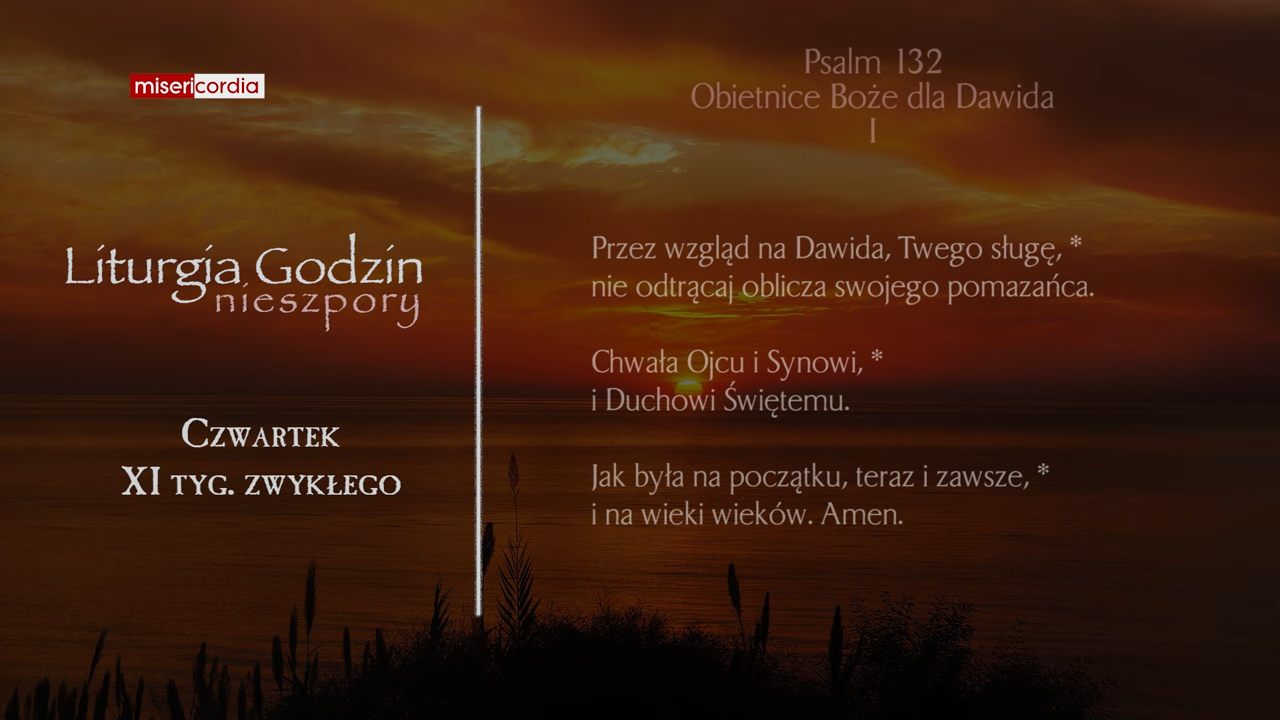 misericordia
Liturgia Godzin
nieszpory
Czwartek
XI tyg. zwykłego
Psalm 132
Obietnice Boże dla Dawida
I
Przez wzgląd na Dawida, Twego sługę, *
nie odtrącaj oblicza swojego pomazańca.
Chwała Ojcu i Synowi, *
i Duchowi Świętemu.
Jak była na początku, teraz i zawsze, *
i na wieki wieków. Amen.